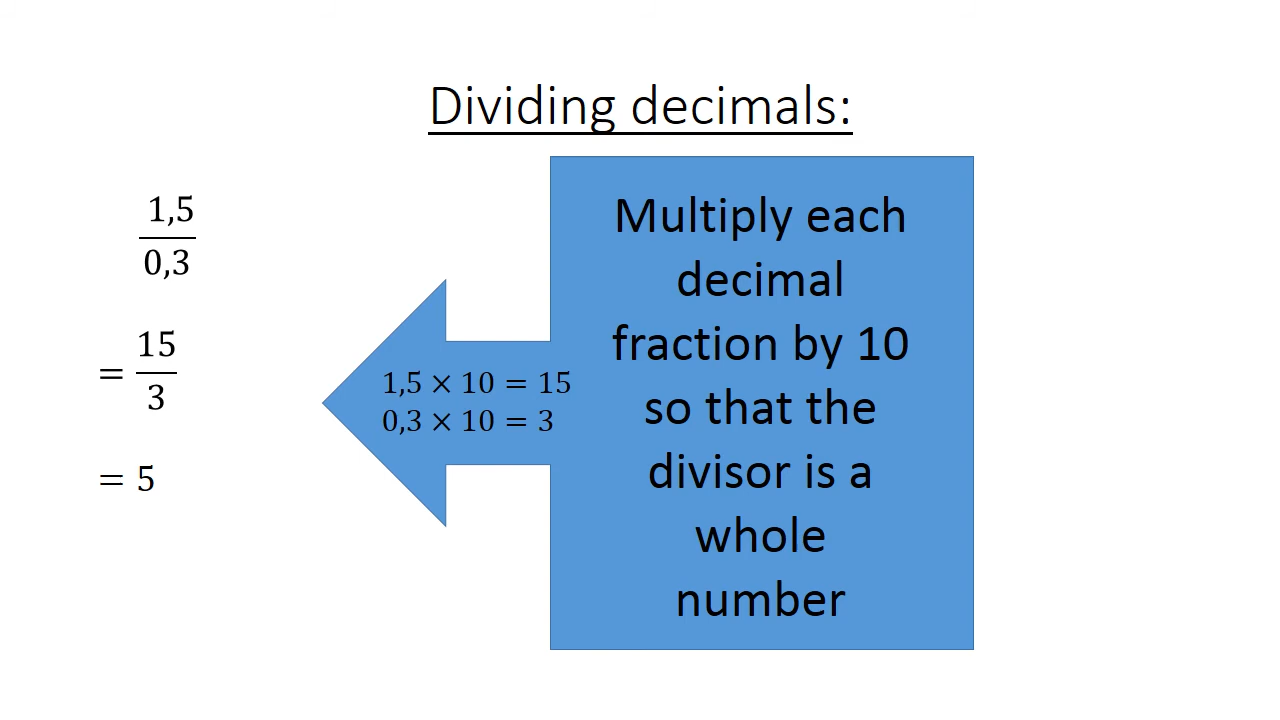 Dividing decimals:
1,5
0,3
= 15
3
= 5
1,5 × 10 = 15
0,3 × 10 = 3
Multiply each
decimal
fraction by 10
so that the
divisor is a
whole
number